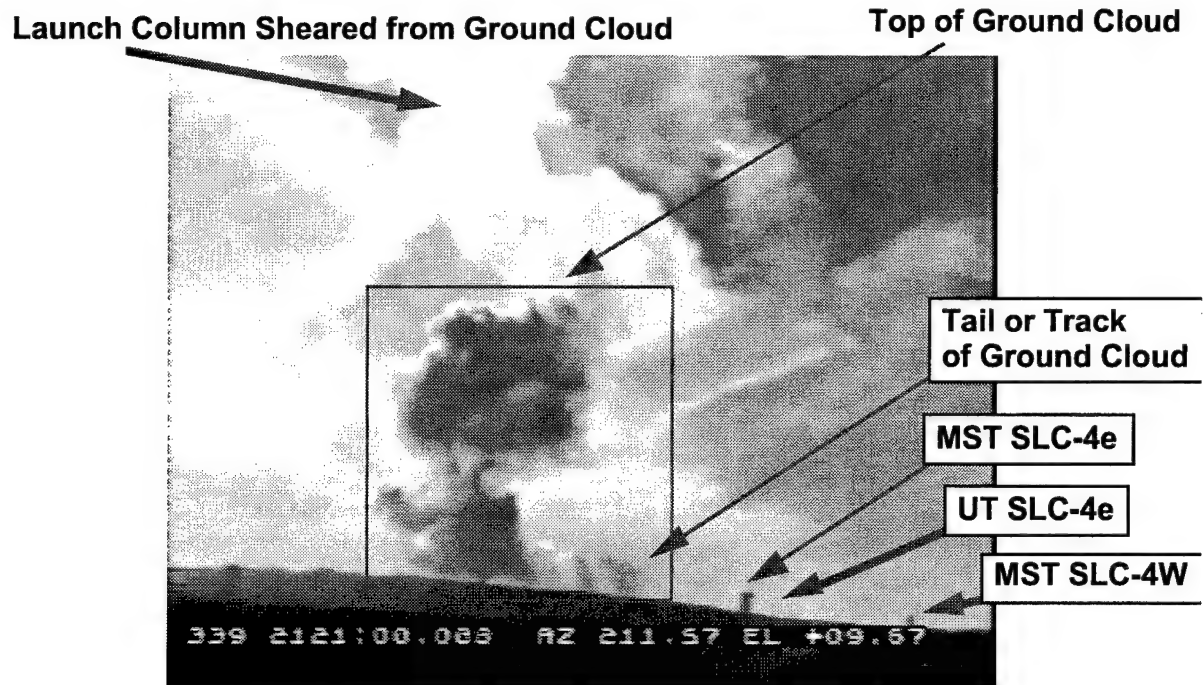 Launch Column Sheared from Ground Cloud
Top of Ground Cloud
Tail or Track
of Ground Cloud
MST SLC-4e
UT SLC-4e
MST SLC-4W
339 2121:00.028 AZ 211.57 EL +09.67